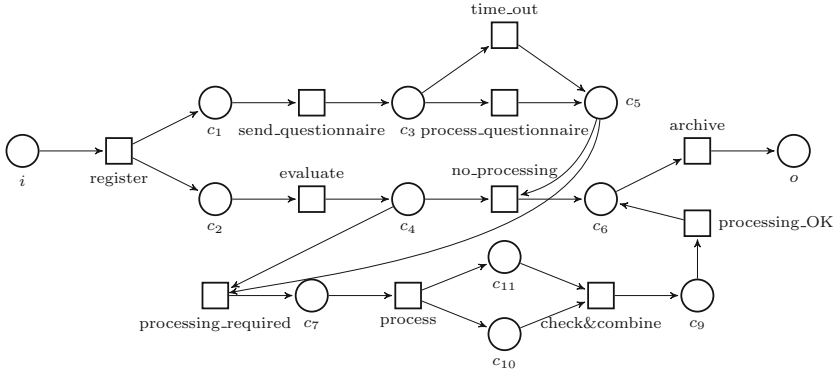 time_out
c1
send_questionnaire
c3
process_questionnaire
c5
archive
i
register
evaluate
no_processing
o
c2
c4
c6
processing_OK
c11
processing_required
c7
process
check&combine
c9
c10